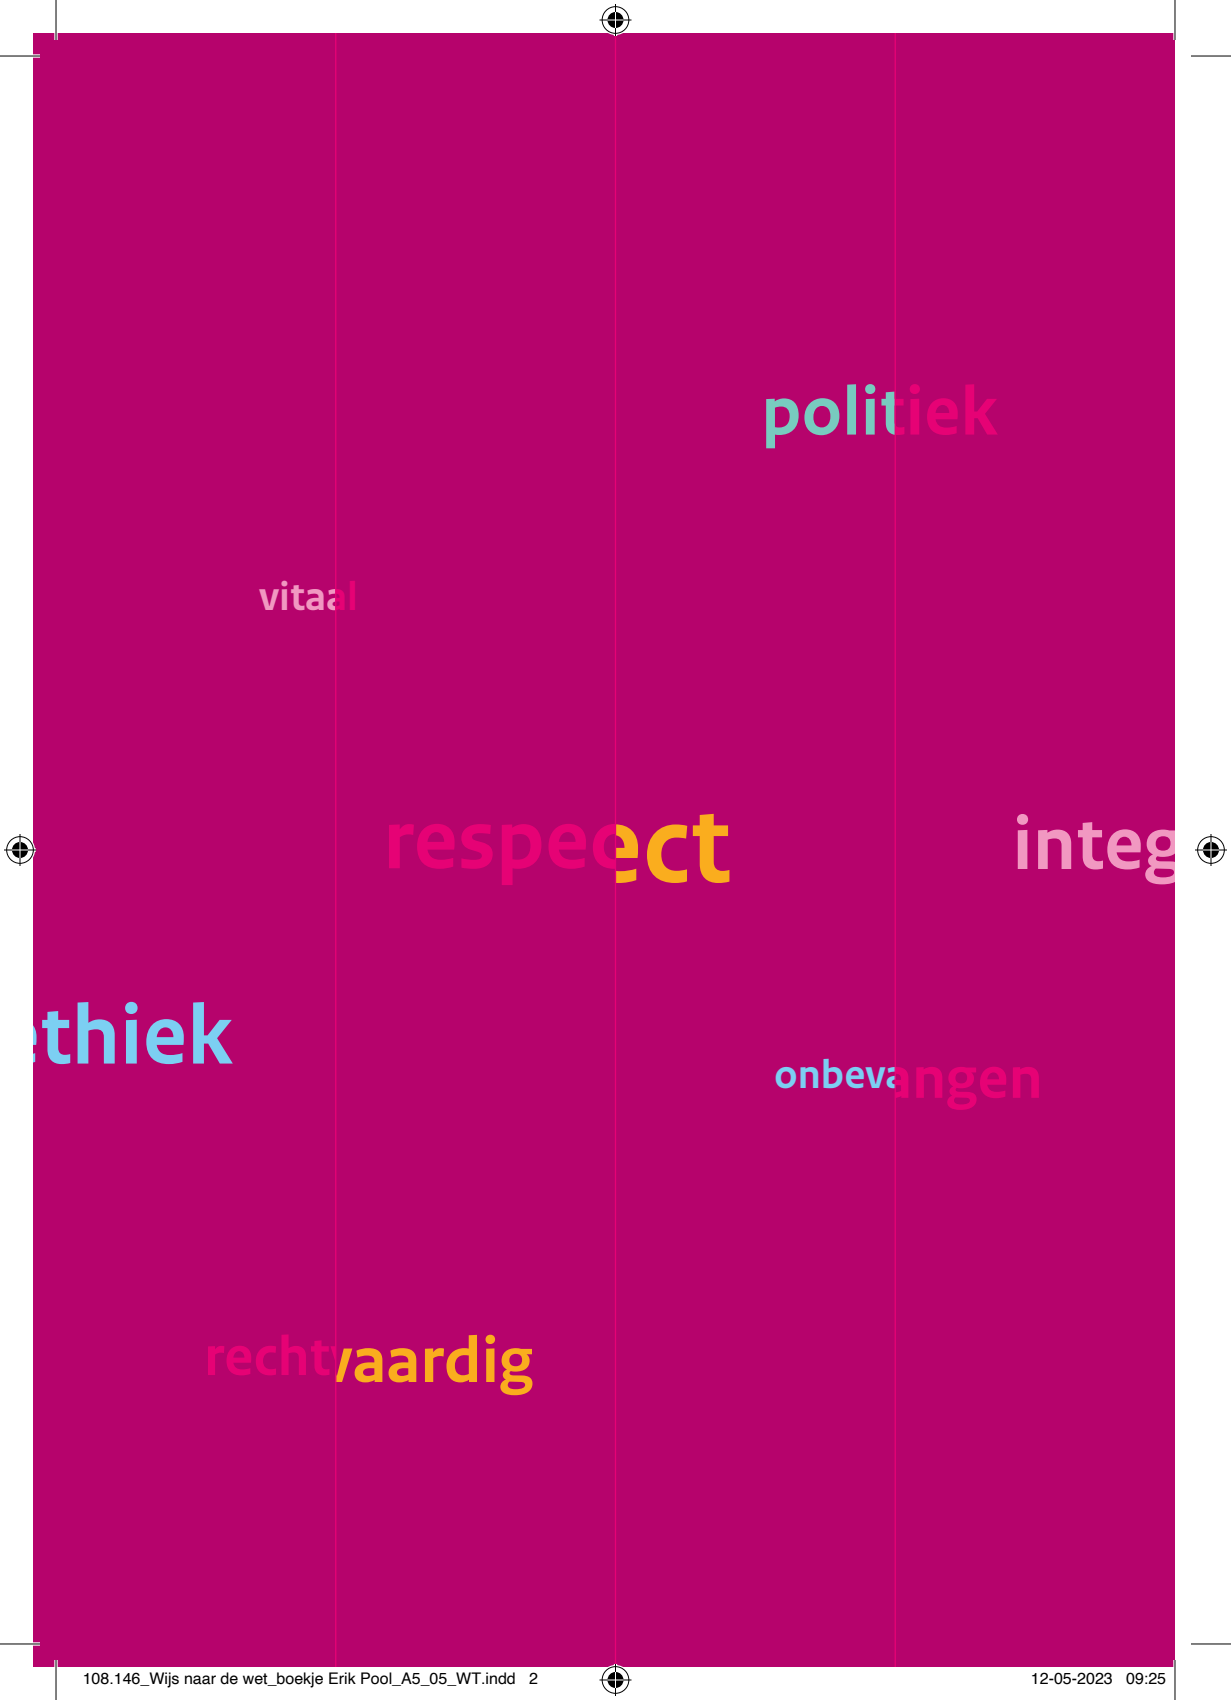 politiek
vitaal
respect
integ
ethiek
onbevangen
rechtvaardig
108.146_Wijs naar de wet_boekje Erik Pool_A5_05_WT.indd 2
12-05-2023 09:25